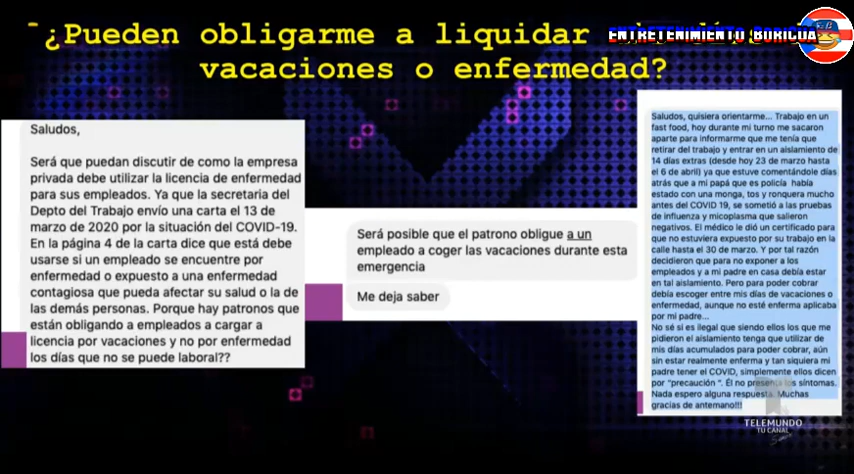 ¿Pueden obligarme a liquidar
vacaciones o enfermedad?
ENTRETENIMIENTO BORICUA
Saludos,
Será que puedan discutir de como la empresa
privada debe utilizar la licencia de enfermedad
para sus empleados. Ya que la secretaria del
Depto del Trabajo envío una carta el 13 de
marzo de 2020 por la situación del COVID-19.
En la página 4 de la carta dice que está debe
usarse si un empleado se encuentre por
enfermedad o expuesto a una enfermedad
contagiosa que pueda afectar su salud o la de
las demás personas. Porque hay patronos que
están obligando a empleados a cargar a
licencia por vacaciones y no por enfermedad
los días que no se puede laboral??
Será posible que el patrono obligue a un
empleado a coger las vacaciones durante esta
emergencia
Me deja saber
Saludos, quisiera orientarme... Trabajo en un
fast food, hoy durante mi turno me sacaron
aparte para informarme que me tenía que
retirar del trabajo y entrar en un aislamiento de
14 días extras (desde hoy 23 de marzo hasta
el 6 de abril) ya que estuve comentándole días
atrás que a mi papá que es policía había
estado con una monga, tos y ronquera mucho
antes del COVID 19, se sometió a las pruebas
de influenza y micoplasma que salieron
negativos. El médico le dió un certificado para
que no estuviera expuesto por su trabajo en la
calle hasta el 30 de marzo. Y por tal razón
decidieron que para no exponer a los
empleados y a mi padre en casa debía estar
en tal aislamiento. Pero para poder cobrar
debía escoger entre mis días de vacaciones o
enfermedad, aunque no esté enferma aplicaba
por mi padre...
No sé si es ilegal que siendo ellos los que me
pidieron el aislamiento tenga que utilizar de
mis días acumulados para poder cobrar, aún
sin estar realmente enferma y tan siquiera mi
padre tener el COVID, simplemente ellos dicen
por "precaución ". Él no presenta los síntomas.
Nada espero alguna respuesta. Muchas
gracias de antemano!!!
TELEMUNDO
TU CANAL